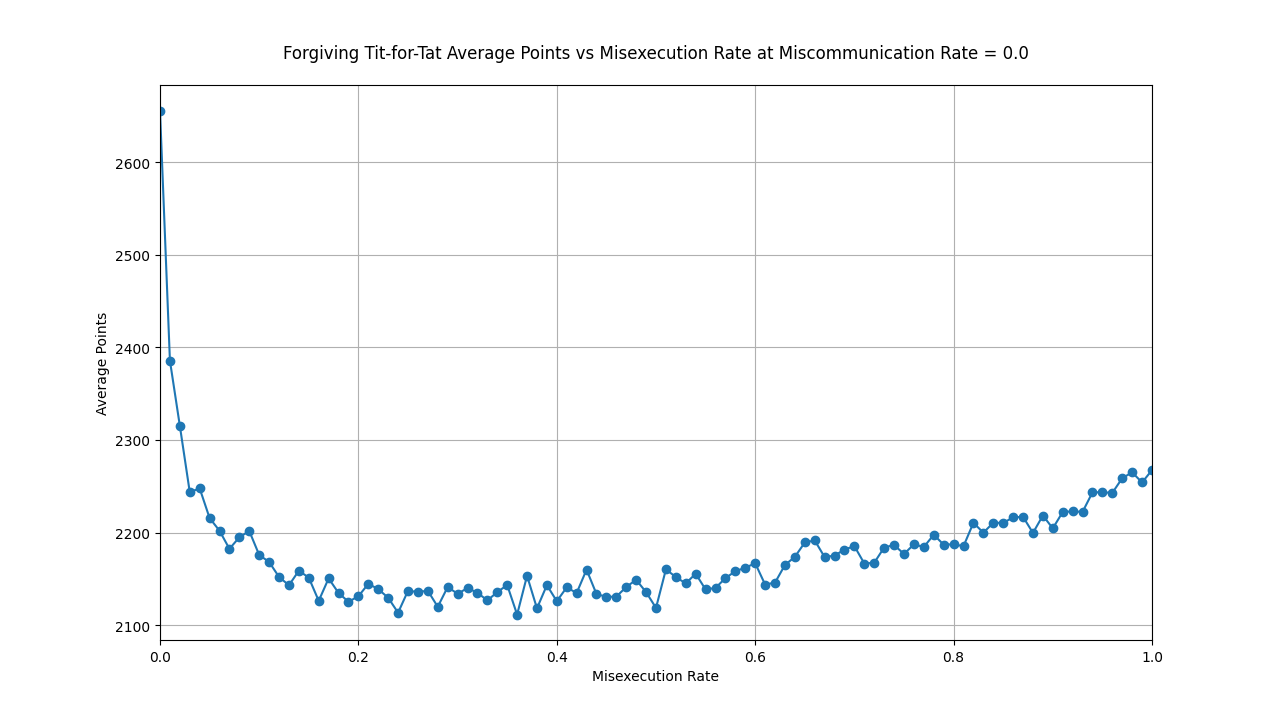 Forgiving Tit-for-Tat Average Points vs Misexecution Rate at Miscommunication Rate = 0.0
2600
2500
2400
2300
2200
2100
Average Points
0.0 0.2 0.4 0.6 0.8 1.0
Misexecution Rate